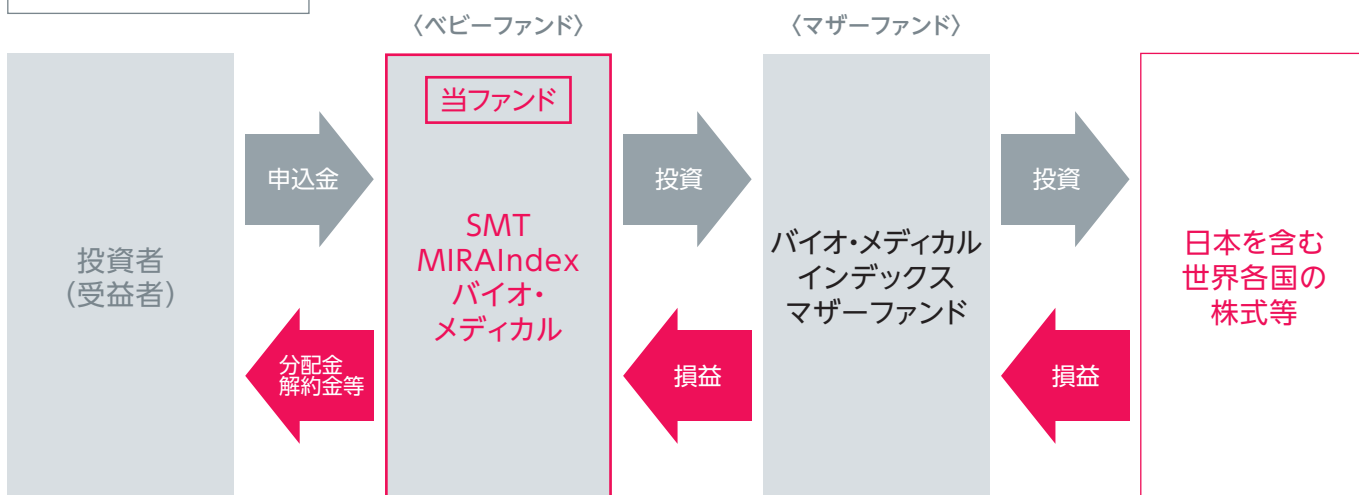 〈ベビーファンド〉
〈マザーファンド〉
投資者
(受益者)
申込金
分配金
解約金等
当ファンド
SMT
MIRAIndex
バイオ・
メディカル
投資
損益
バイオ・メディカル
インデックス
マザーファンド
投資
損益
日本を含む
世界各国の
株式等